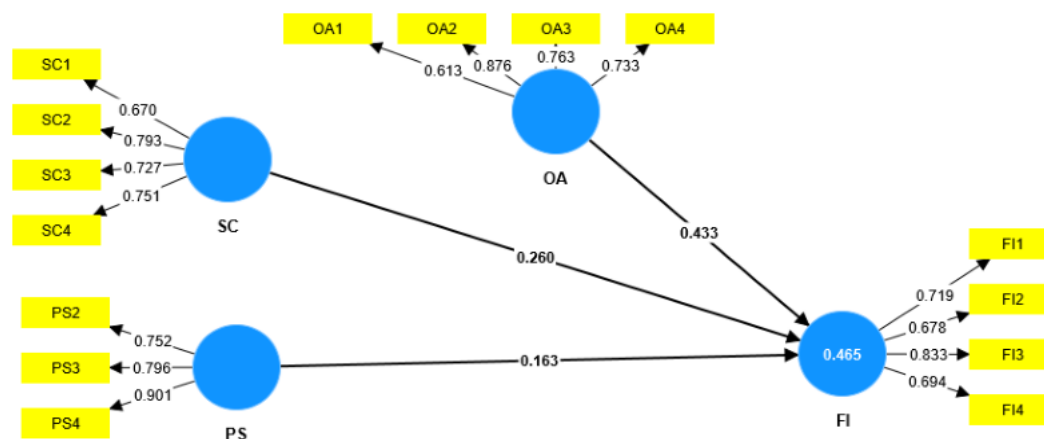 OA1
OA2
OA3
OA4
0.613
0.876
0.763
0.733
OA
SC1
SC2
SC3
SC4
0.670
0.793
0.727
0.751
SC
0.433
0.260
PS2
PS3
PS4
0.752
0.796
0.901
PS
0.163
0.465
FI
0.719
0.678
0.833
0.694
FI1
FI2
FI3
FI4